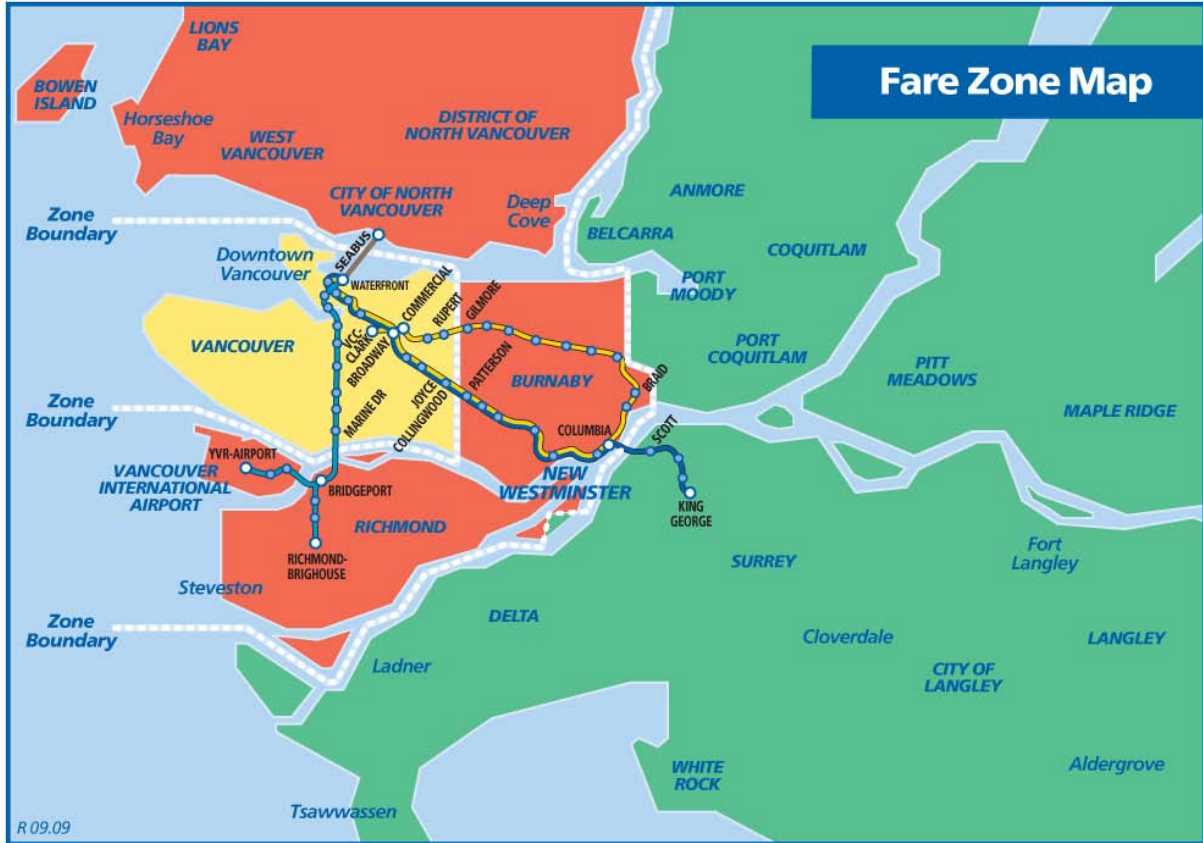 LIONS
BAY
Fare Zone Map
BOWEN
ISLAND
Horseshoe
Bay
WEST
VANCOUVER
DISTRICT OF
NORTH VANCOUVER
CITY OF NORTH
VANCOUVER
Deep
Cove
ANMORE
Zone
Boundary
BELCARRA
COQUITLAM
Downtown
Vancouver
SEABUS
WATERFRONT
PORT
MOODY
COMMERCIAL
RUPERT
GILMORE
VANCOUVER
VCC-
CLARK
BROADWAY
PATTERSON
BURNABY
PORT
COQUITLAM
PITT
MEADOWS
BRAID
MAPLE RIDGE
Zone
Boundary
MARINE DR
JOYCE
COLLINGWOOD
COLUMBIA
SCOTT
YVR-AIRPORT
VANCOUVER
INTERNATIONAL
AIRPORT
BRIDGEPORT
NEW
WESTMINSTER
KING
GEORGE
RICHMOND
RICHMOND-
BRIGHOUSE
SURREY
Fort
Langley
Steveston
Zone
Boundary
DELTA
Cloverdale
LANGLEY
Ladner
CITY OF
LANGLEY
WHITE
ROCK
Aldergrove
Tsawwassen
R 09.09